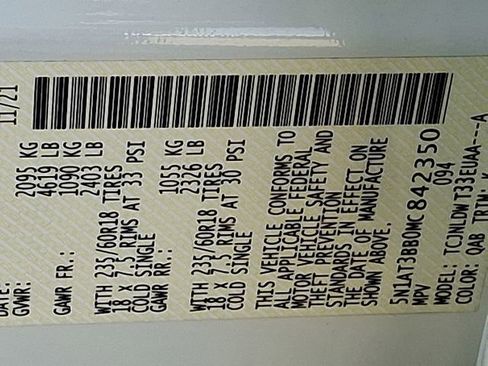 DATE: 11/21
GVWR: 2095 KG
4619 LB
GAWR FR.: 1090 KG
2403 LB
WITH 235/60R18 TIRES
18 X 7.5 RIMS AT 33 PSI
COLD SINGLE
GAWR RR.: 1055 KG
2326 LB
WITH 235/60R18 TIRES
18 X 7.5 RIMS AT 30 PSI
COLD SINGLE
THIS VEHICLE CONFORMS TO
ALL APPLICABLE FEDERAL
MOTOR VEHICLE SAFETY AND
THEFT PREVENTION
STANDARDS IN EFFECT ON
THE DATE OF MANUFACTURE
SHOWN ABOVE.
5N1AT3BB0MC842350
MPV 094
MODEL: TCJNLDWT33EUAA---A
COLOR: QAB TRIM: K